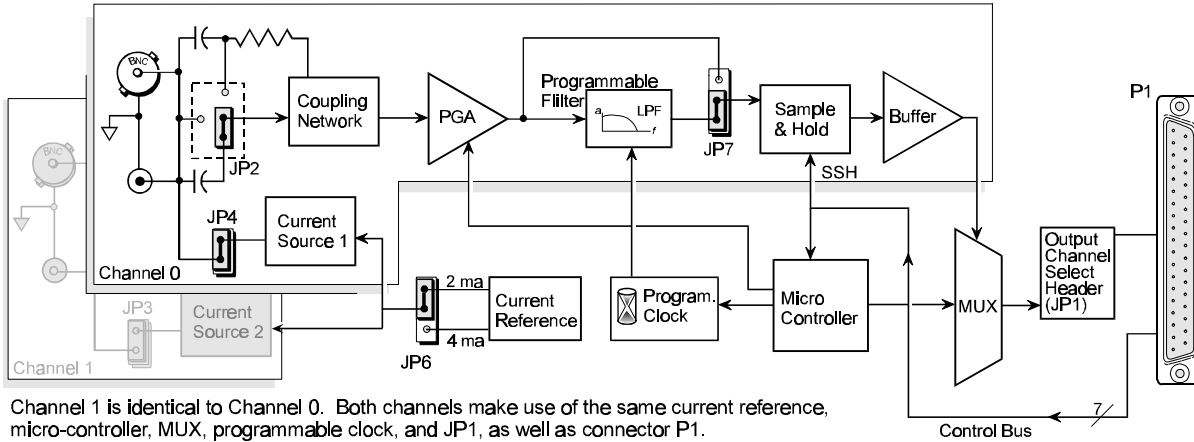 BNC
JP2
Coupling
Network
PGA
Programmable
Flilter
a
LPF
f
JP7
Sample
& Hold
Buffer
P1
SSH
BNC
JP4
Current
Source 1
Channel 0
JP3
Current
Source 2
Channel 1
2 ma
4 ma
JP6
Current
Reference
Program.
Clock
Micro
Controller
MUX
Output
Channel
Select
Header
(JP1)
7
Control Bus
Channel 1 is identical to Channel 0. Both channels make use of the same current reference,
micro-controller, MUX, programmable clock, and JP1, as well as connector P1.